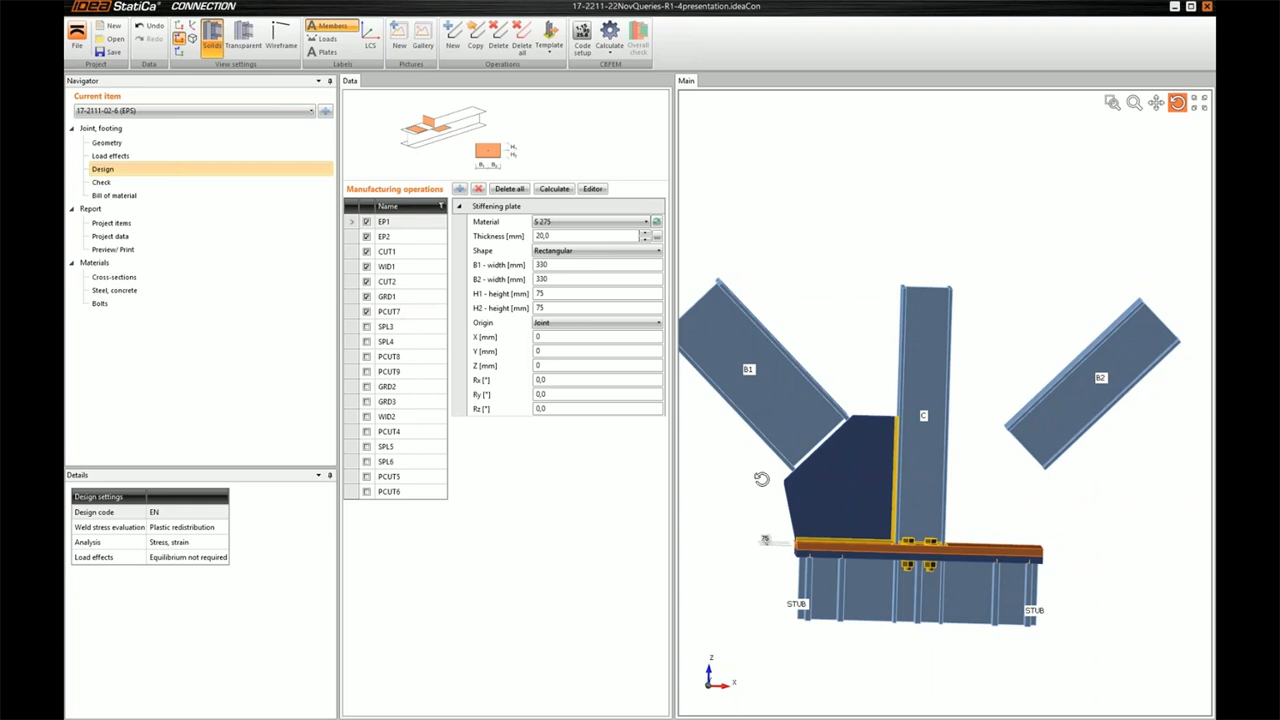 IDEA StatiCa® CONNECTION
17-2211-22NovQueries-R1-4presentation.ideaCon
File
New
Open
Save
Project
Undo
Redo
Data
Solids
Transparent
Wireframe
View settings
Members
Loads
Plates
LCS
Labels
New
Gallery
Pictures
New
Copy
Delete
Delete all
Template
Operations
Code setup
Calculate
Overall check
CBFEM
Navigator
Current item
17-2111-02-6 (EPS)
Joint, footing
Geometry
Load effects
Design
Check
Bill of material
Report
Project items
Project data
Preview/ Print
Materials
Cross-sections
Steel, concrete
Bolts
Details
Design settings
Design code EN
Weld stress evaluation Plastic redistribution
Analysis Stress, strain
Load effects Equilibrium not required
Data
H1
H2
B1 B2
Manufacturing operations
Delete all
Calculate
Editor
Name
EP1
EP2
CUT1
WID1
CUT2
GRD1
PCUT7
SPL3
SPL4
PCUT8
PCUT9
GRD2
GRD3
WID2
PCUT4
SPL5
SPL6
PCUT5
PCUT6
Stiffening plate
Material S 275
Thickness [mm] 20,0
Shape Rectangular
B1 - width [mm] 330
B2 - width [mm] 330
H1 - height [mm] 75
H2 - height [mm] 75
Origin Joint
X [mm] 0
Y [mm] 0
Z [mm] 0
Rx [°] 0,0
Ry [°] 0,0
Rz [°] 0,0
Main
B1
B2
C
75
STUB
STUB
Z
X